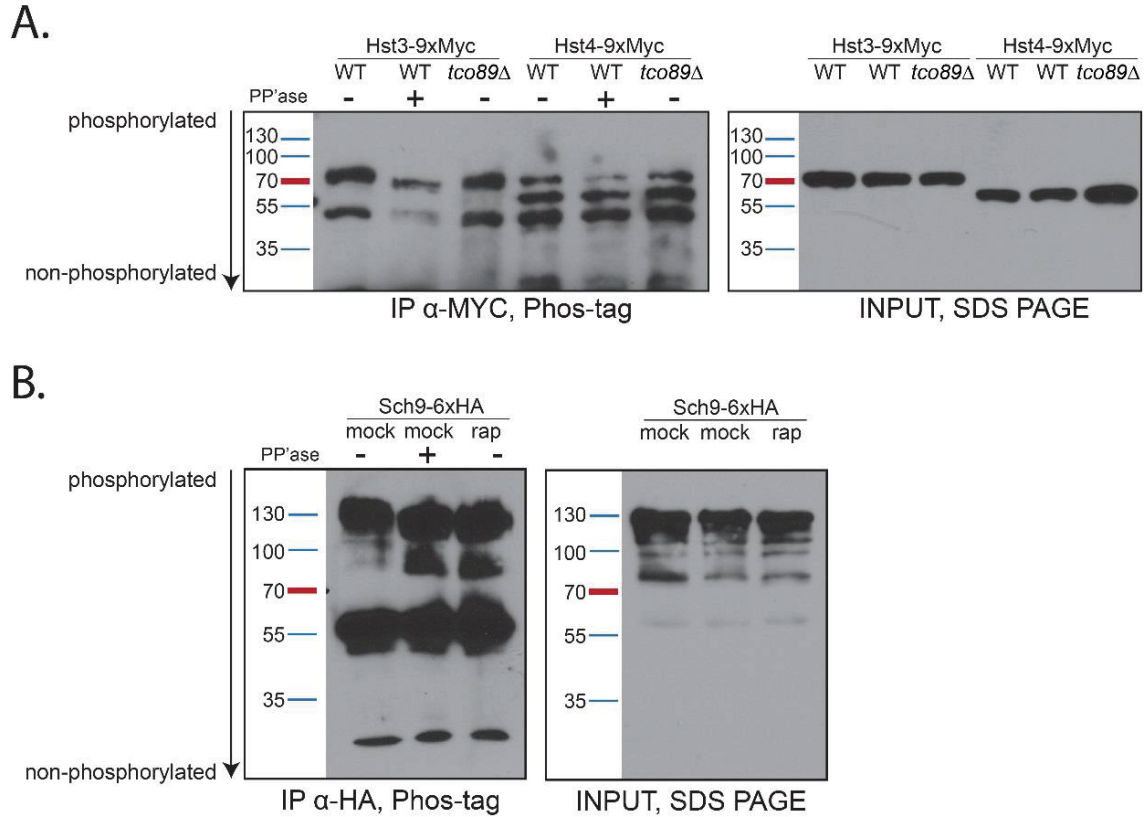 A.
Hst3-9xMyc Hst4-9xMyc
WT WT tco89Δ WT WT tco89Δ
PP'ase - + - - + -
phosphorylated
130
100
70
55
35
non-phosphorylated
IP α-MYC, Phos-tag
Hst3-9xMyc Hst4-9xMyc
WT WT tco89Δ WT WT tco89Δ
130
100
70
55
35
INPUT, SDS PAGE
B.
Sch9-6xHA
mock mock rap
PP'ase - + -
phosphorylated
130
100
70
55
35
non-phosphorylated
IP α-HA, Phos-tag
Sch9-6xHA
mock mock rap
130
100
70
55
35
INPUT, SDS PAGE